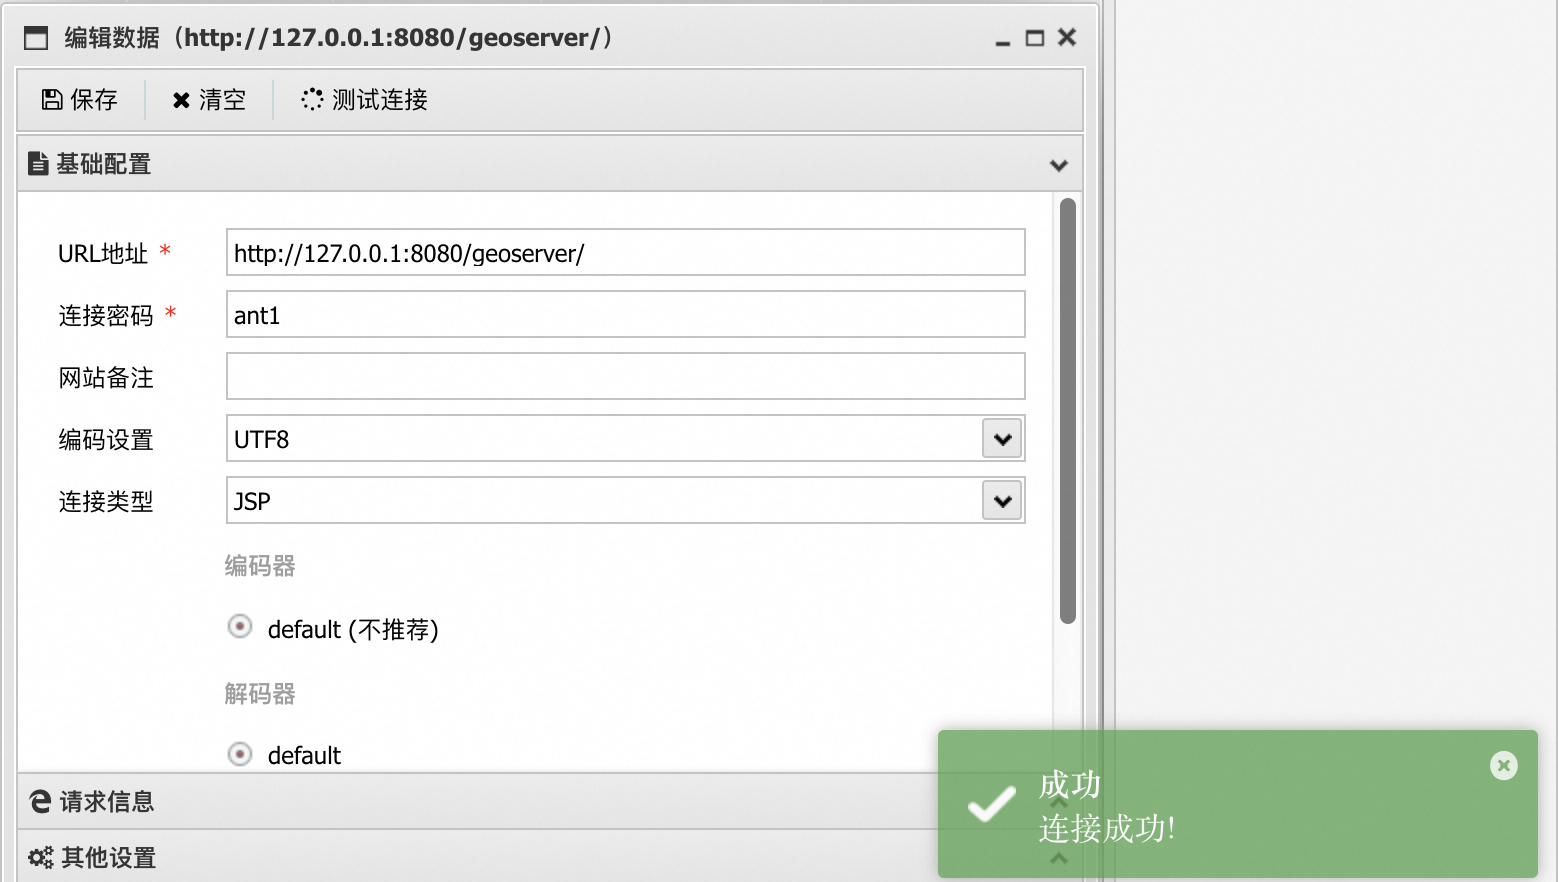 编辑数据（http://127.0.0.1:8080/geoserver/）
保存 清空 测试连接
基础配置
URL地址 * http://127.0.0.1:8080/geoserver/
连接密码 * ant1
网站备注
编码设置 UTF8
连接类型 JSP
编码器
default (不推荐)
解码器
default
请求信息
其他设置
成功
连接成功!